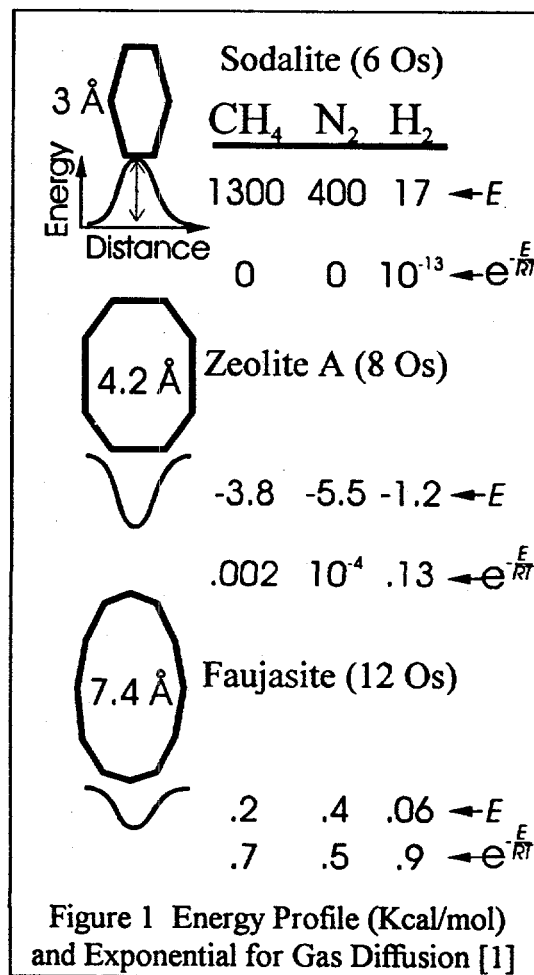 Sodalite (6 Os)
3 Å
CH₄ N₂ H₂
Energy
1300 400 17 ←E
Distance
0 0 10⁻¹³ ←e^-E/RT
4.2 Å
Zeolite A (8 Os)
-3.8 -5.5 -1.2 ←E
.002 10⁻⁴ .13 ←e^-E/RT
7.4 Å
Faujasite (12 Os)
.2 .4 .06 ←E
.7 .5 .9 ←e^-E/RT
Figure 1 Energy Profile (Kcal/mol)
and Exponential for Gas Diffusion [1]